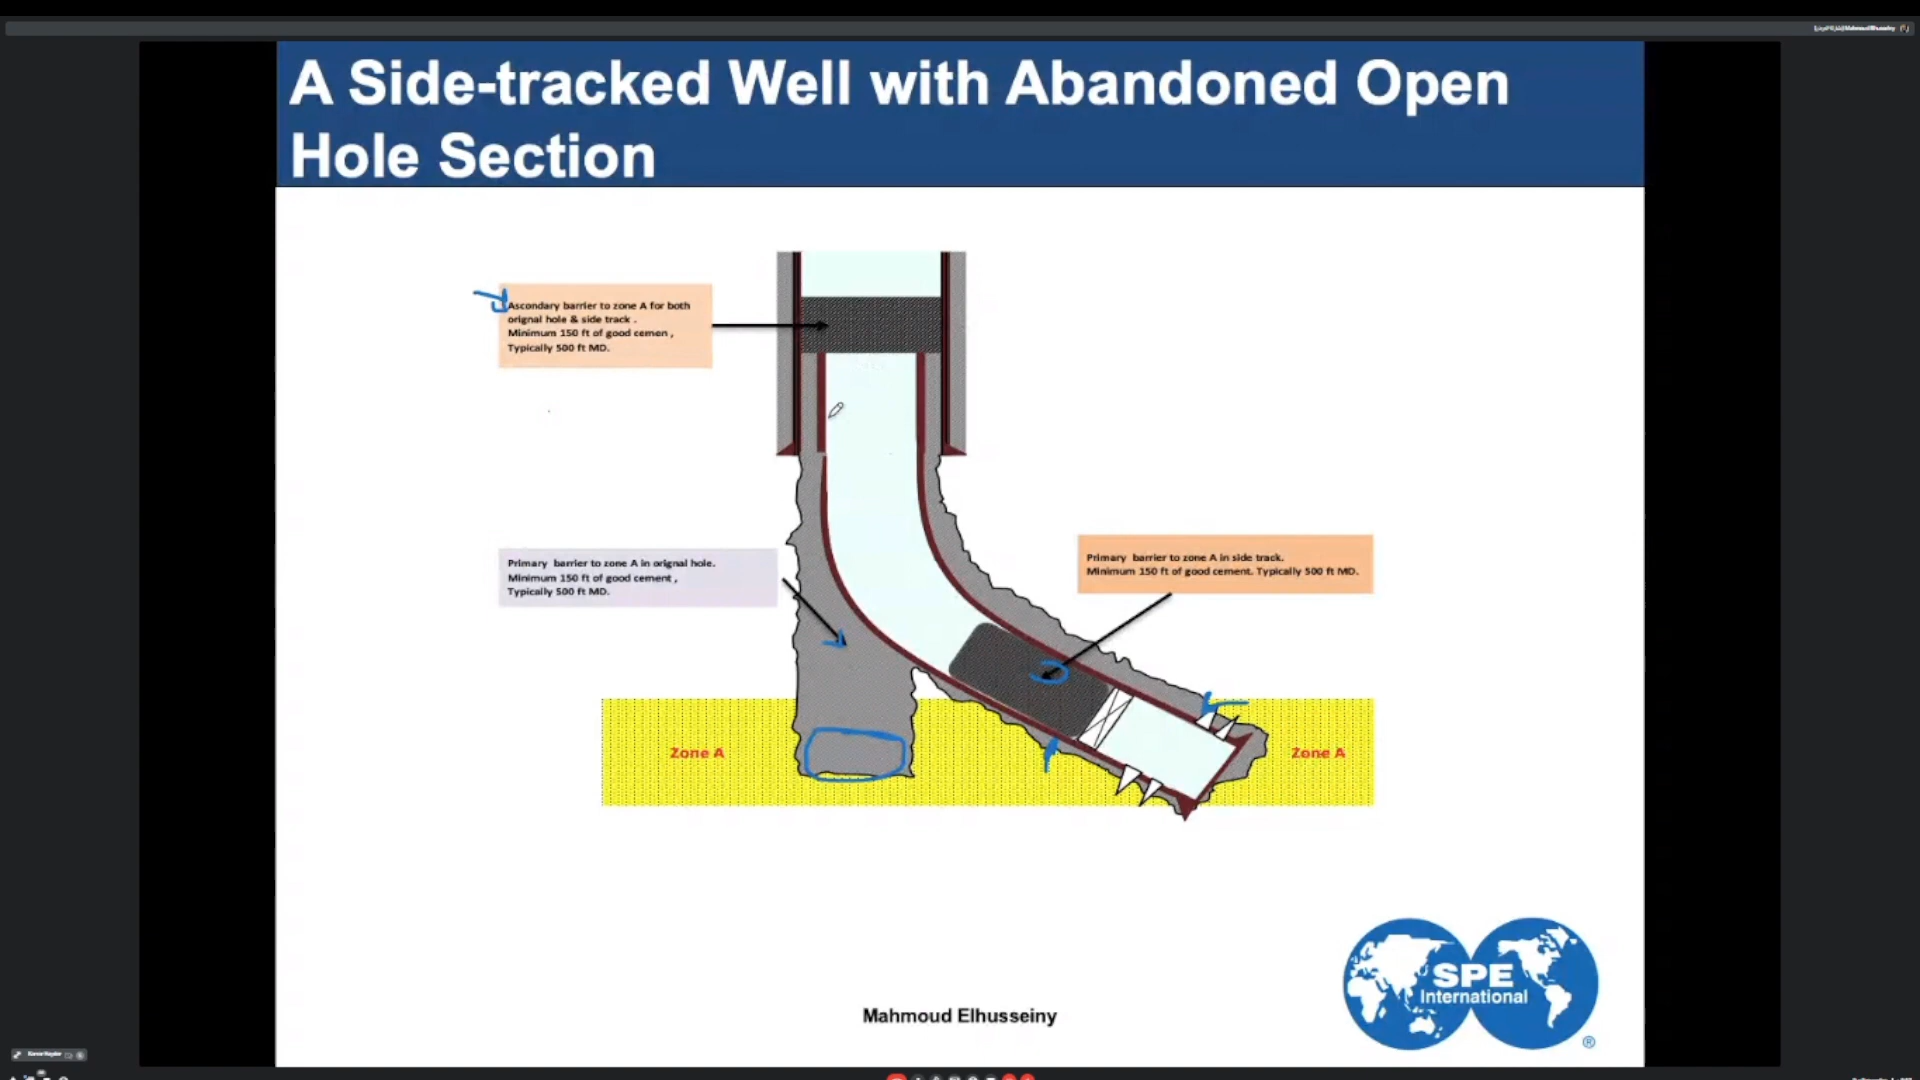 A Side-tracked Well with Abandoned Open
Hole Section
Ascondary barrier to zone A for both
orignal hole & side track .
Minimum 150 ft of good cemen ,
Typically 500 ft MD.
Primary barrier to zone A in orignal hole.
Minimum 150 ft of good cement ,
Typically 500 ft MD.
Primary barrier to zone A in side track.
Minimum 150 ft of good cement. Typically 500 ft MD.
Zone A
Zone A
SPE
International
®
Mahmoud Elhusseiny